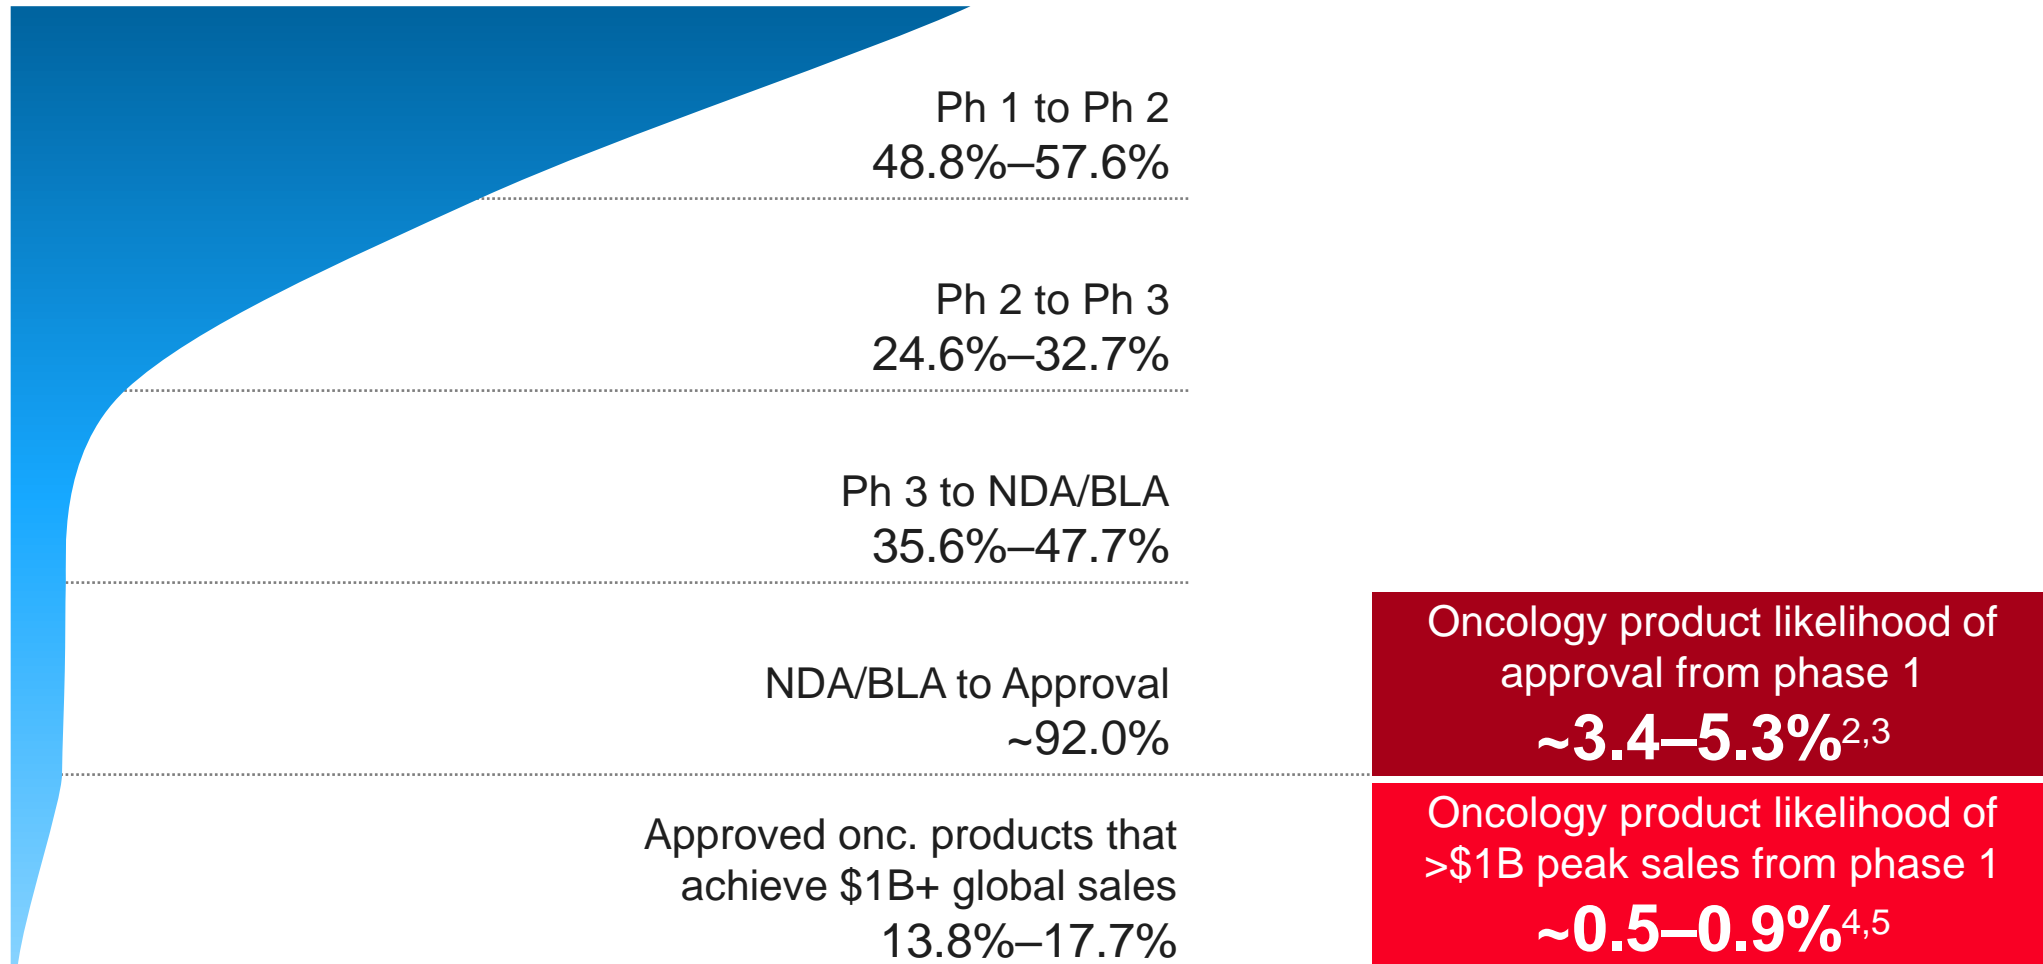 Ph 1 to Ph 2
48.8%–57.6%
Ph 2 to Ph 3
24.6%–32.7%
Ph 3 to NDA/BLA
35.6%–47.7%
NDA/BLA to Approval
~92.0%
Oncology product likelihood of
approval from phase 1
~3.4–5.3%2,3
Approved onc. products that
achieve $1B+ global sales
13.8%–17.7%
Oncology product likelihood of
>$1B peak sales from phase 1
~0.5–0.9%4,5